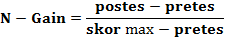 N − Gain = postes − pretes / skor max − pretes